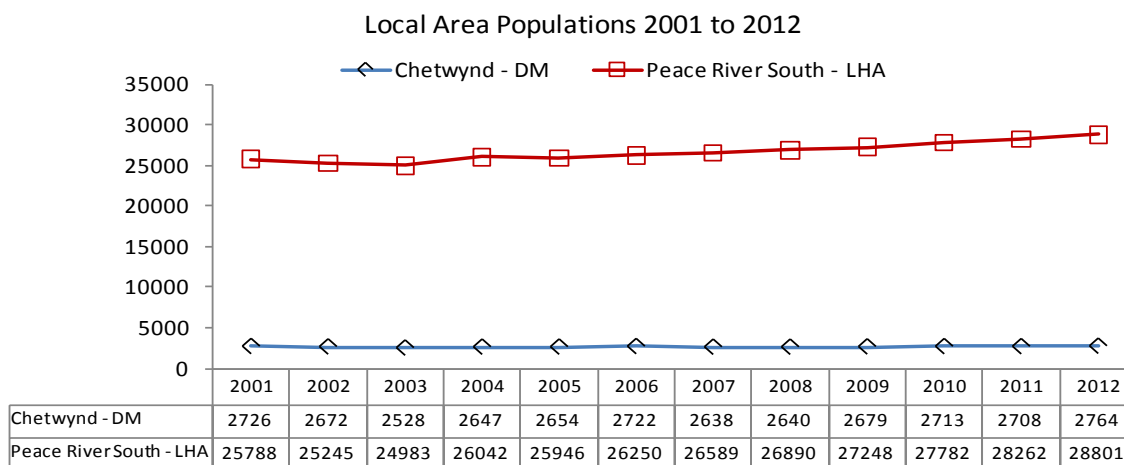 Local Area Populations 2001 to 2012
Chetwynd - DM Peace River South - LHA
35000
30000
25000
20000
15000
10000
5000
0
2001 2002 2003 2004 2005 2006 2007 2008 2009 2010 2011 2012
Chetwynd - DM 2726 2672 2528 2647 2654 2722 2638 2640 2679 2713 2708 2764
Peace River South - LHA 25788 25245 24983 26042 25946 26250 26589 26890 27248 27782 28262 28801